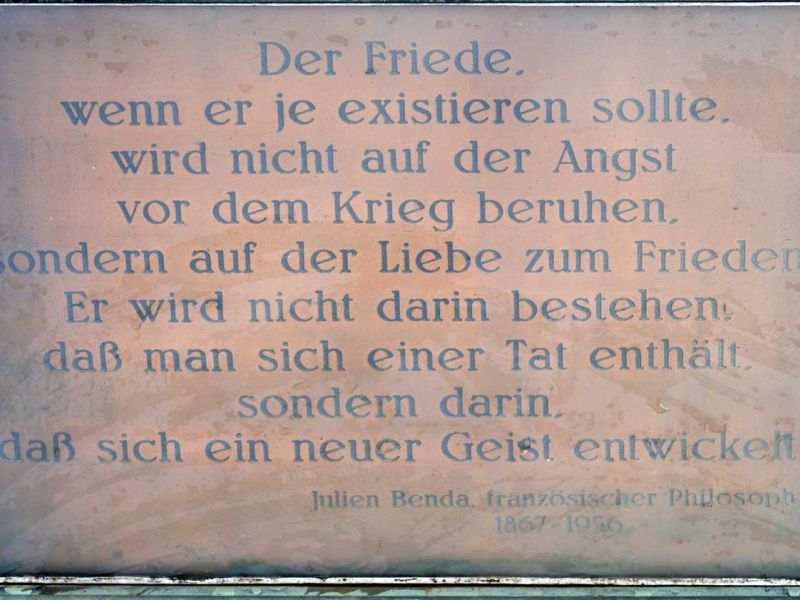 Der Friede,
wenn er je existieren sollte,
wird nicht auf der Angst
vor dem Krieg beruhen,
sondern auf der Liebe zum Frieden
Er wird nicht darin bestehen,
daß man sich einer Tat enthält,
sondern darin,
daß sich ein neuer Geist entwickelt
Julien Benda, französischer Philosoph
1867-1956